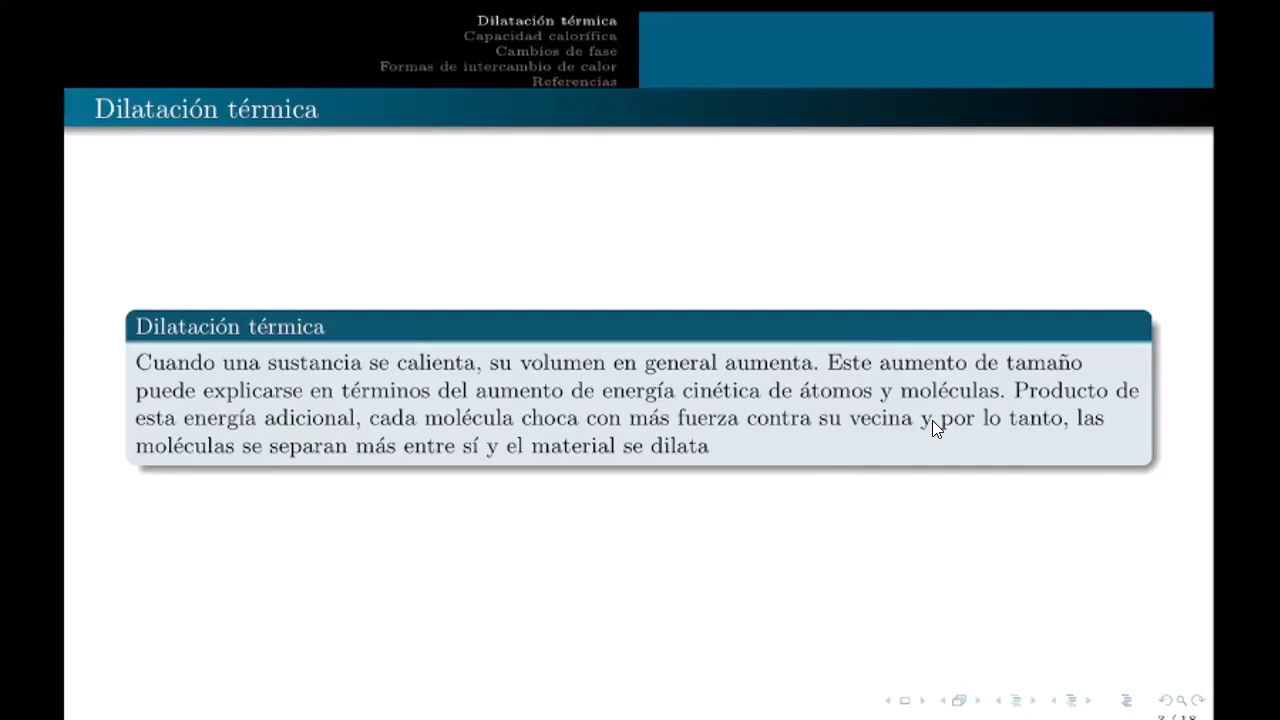 Dilatación térmica
Capacidad calorífica
Cambios de fase
Formas de intercambio de calor
Referencias
Dilatación térmica
Dilatación térmica
Cuando una sustancia se calienta, su volumen en general aumenta. Este aumento de tamaño
puede explicarse en términos del aumento de energía cinética de átomos y moléculas. Producto de
esta energía adicional, cada molécula choca con más fuerza contra su vecina y por lo tanto, las
moléculas se separan más entre sí y el material se dilata